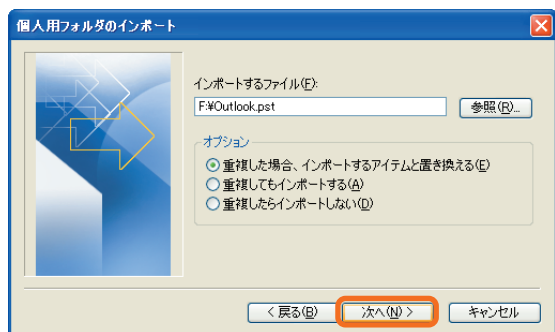 個人用フォルダのインポート
インポートするファイル(F):
F:¥Outlook.pst
参照(R)...
オプション
重複した場合、インポートするアイテムと置き換える(E)
重複してもインポートする(A)
重複したらインポートしない(D)
< 戻る(B)
次へ(N) >
キャンセル